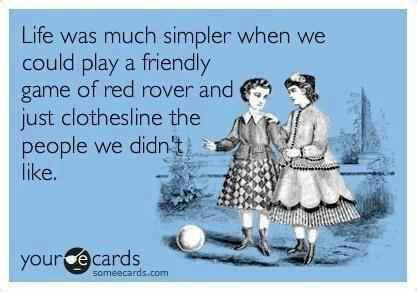 Life was much simpler when we
could play a friendly
game of red rover and
just clothesline the
people we didn't
like.
your e cards
someecards.com